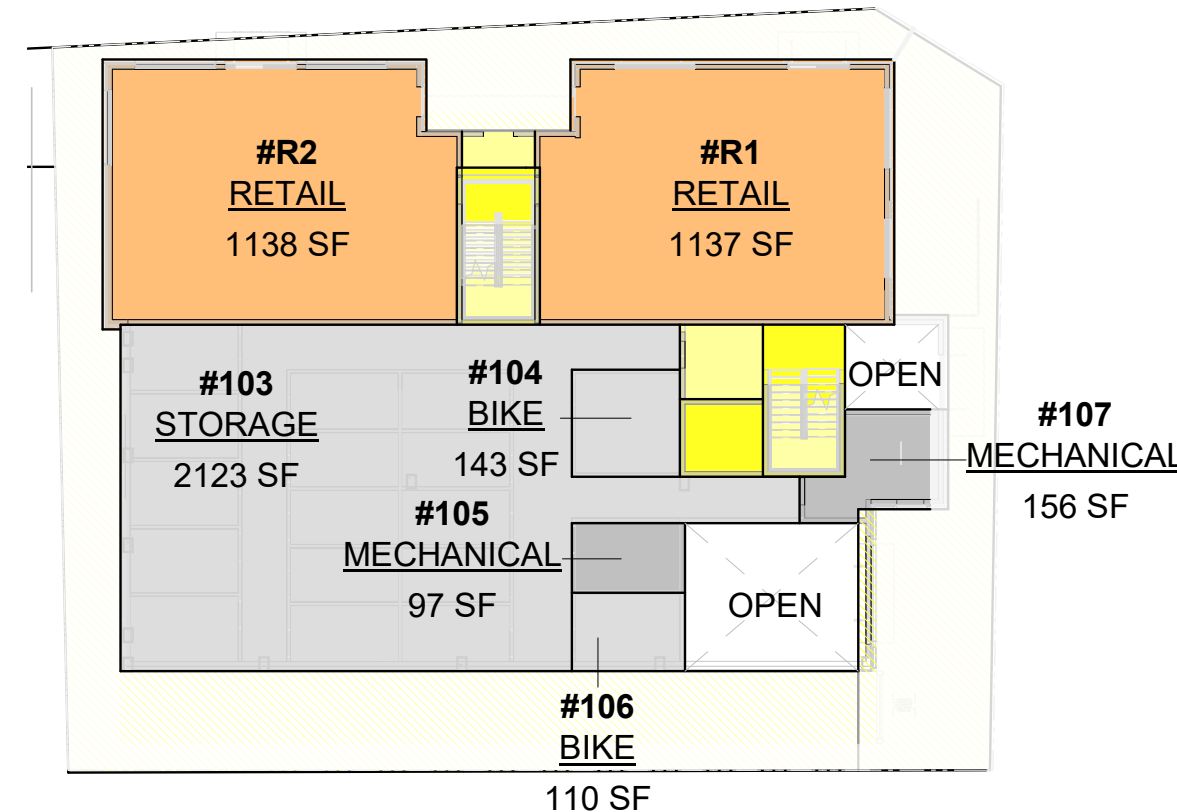 #R2
RETAIL
1138 SF
#R1
RETAIL
1137 SF
#103
STORAGE
2123 SF
#104
BIKE
143 SF
OPEN
#107
MECHANICAL
156 SF
#105
MECHANICAL
97 SF
OPEN
#106
BIKE
110 SF